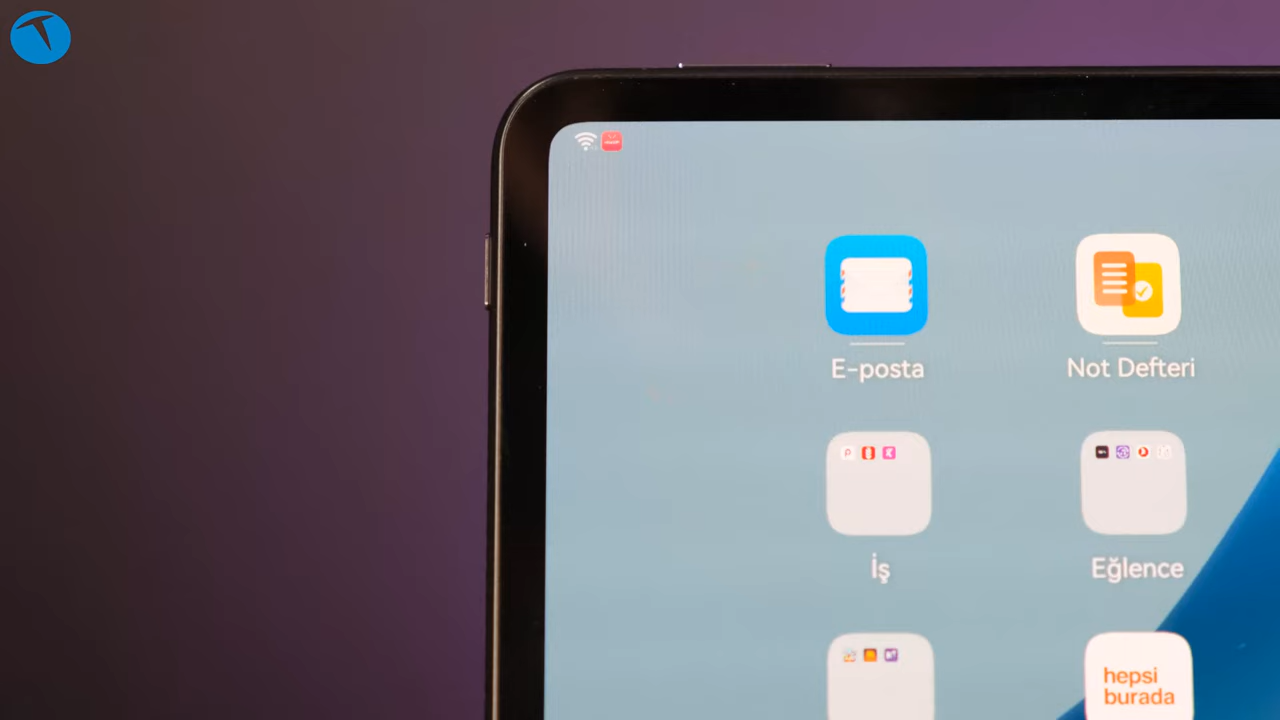 E-posta
Not Defteri
İş
Eğlence
hepsi
burada